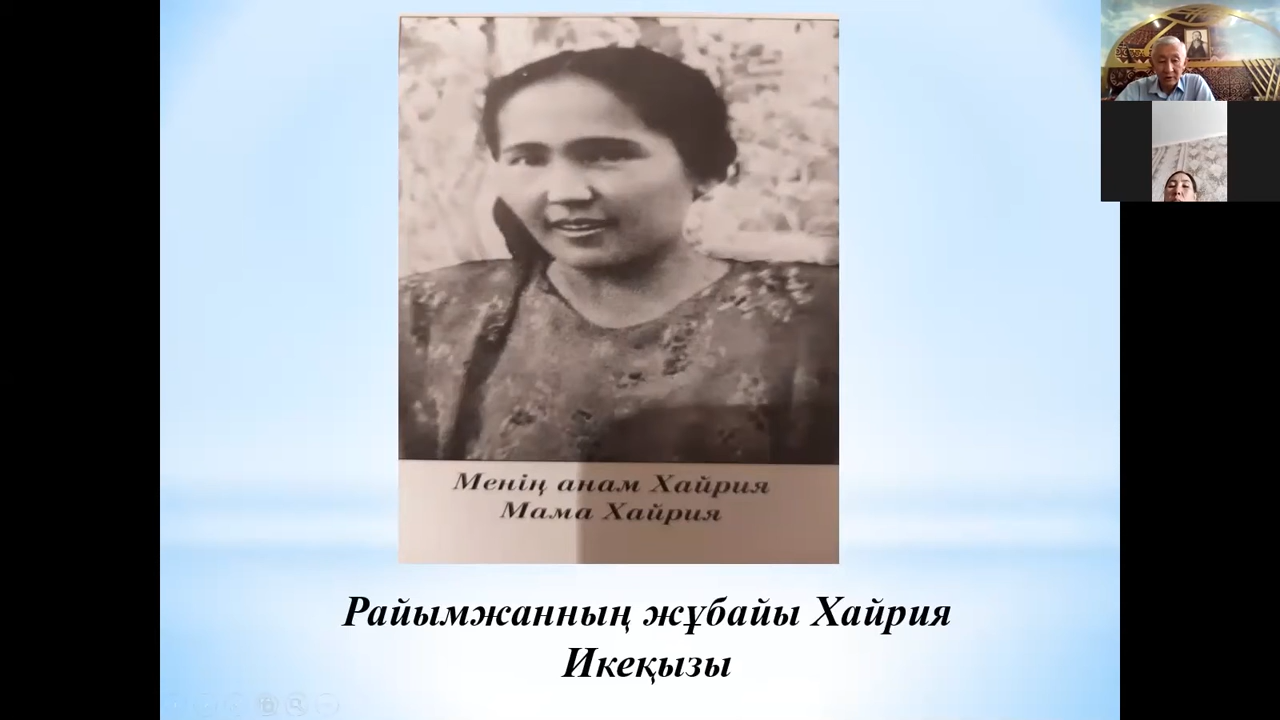 Менің анам Хайрия
Мама Хайрия
Райымжанның жұбайы Хайрия
Икеқызы